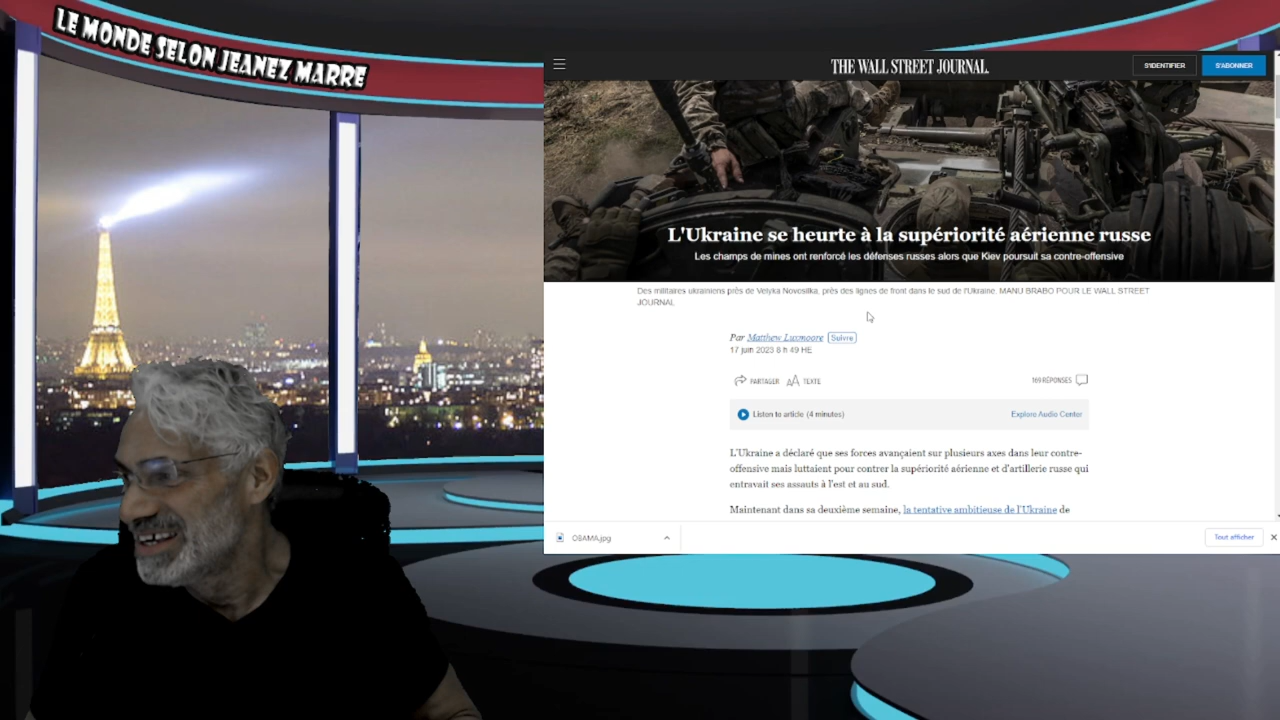 LE MONDE SELON JEANEZ MARRE
THE WALL STREET JOURNAL.
S'IDENTIFIER
S'ABONNER
L'Ukraine se heurte à la supériorité aérienne russe
Les champs de mines ont renforcé les défenses russes alors que Kiev poursuit sa contre-offensive
Des militaires ukrainiens près de Velyka Novosilka, près des lignes de front dans le sud de l'Ukraine. MANU BRABO POUR LE WALL STREET
JOURNAL
Par Matthew Luxmoore Suivre
17 juin 2023 8 h 49 HE
PARTAGER
TEXTE
169 RÉPONSES
Listen to article (4 minutes)
Explore Audio Center
L'Ukraine a déclaré que ses forces avançaient sur plusieurs axes dans leur contre-
offensive mais luttaient pour contrer la supériorité aérienne et d'artillerie russe qui
entravait ses assauts à l'est et au sud.
Maintenant dans sa deuxième semaine, la tentative ambitieuse de l'Ukraine de
OBAMA.jpg
Tout afficher